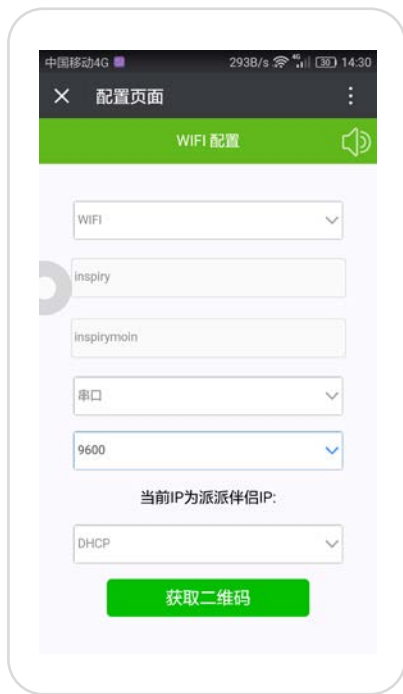 中国移动4G 293B/s 4G 30 14:30
配置页面
WIFI 配置
WIFI
inspiry
inspirymoin
串口
9600
当前IP为派派伴侣IP:
DHCP
获取二维码